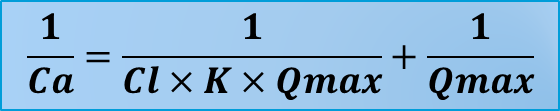 1/Ca = 1/(Cl × K × Qmax) + 1/Qmax